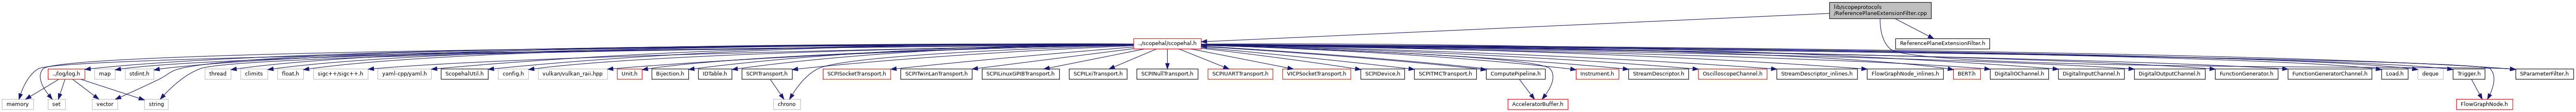 lib/scopeprotocols
/ReferencePlaneExtensionFilter.cpp
../scopehal/scopehal.h
ReferencePlaneExtensionFilter.h
../log/log.h
map
stdint.h
thread
climits
float.h
sigc++/sigc++.h
yaml-cpp/yaml.h
ScopehalUtil.h
config.h
vulkan/vulkan_raii.hpp
Unit.h
Bijection.h
IDTable.h
SCPITransport.h
SCPISocketTransport.h
SCPITwinLanTransport.h
SCPILinuxGPIBTransport.h
SCPILxiTransport.h
SCPINullTransport.h
SCPIUARTTransport.h
VICPSocketTransport.h
SCPIDevice.h
SCPITMCTransport.h
ComputePipeline.h
Instrument.h
StreamDescriptor.h
OscilloscopeChannel.h
StreamDescriptor_inlines.h
FlowGraphNode_inlines.h
BERT.h
DigitalIOChannel.h
DigitalInputChannel.h
DigitalOutputChannel.h
FunctionGenerator.h
FunctionGeneratorChannel.h
Load.h
deque
Trigger.h
SParameterFilter.h
memory
set
vector
string
chrono
AcceleratorBuffer.h
FlowGraphNode.h